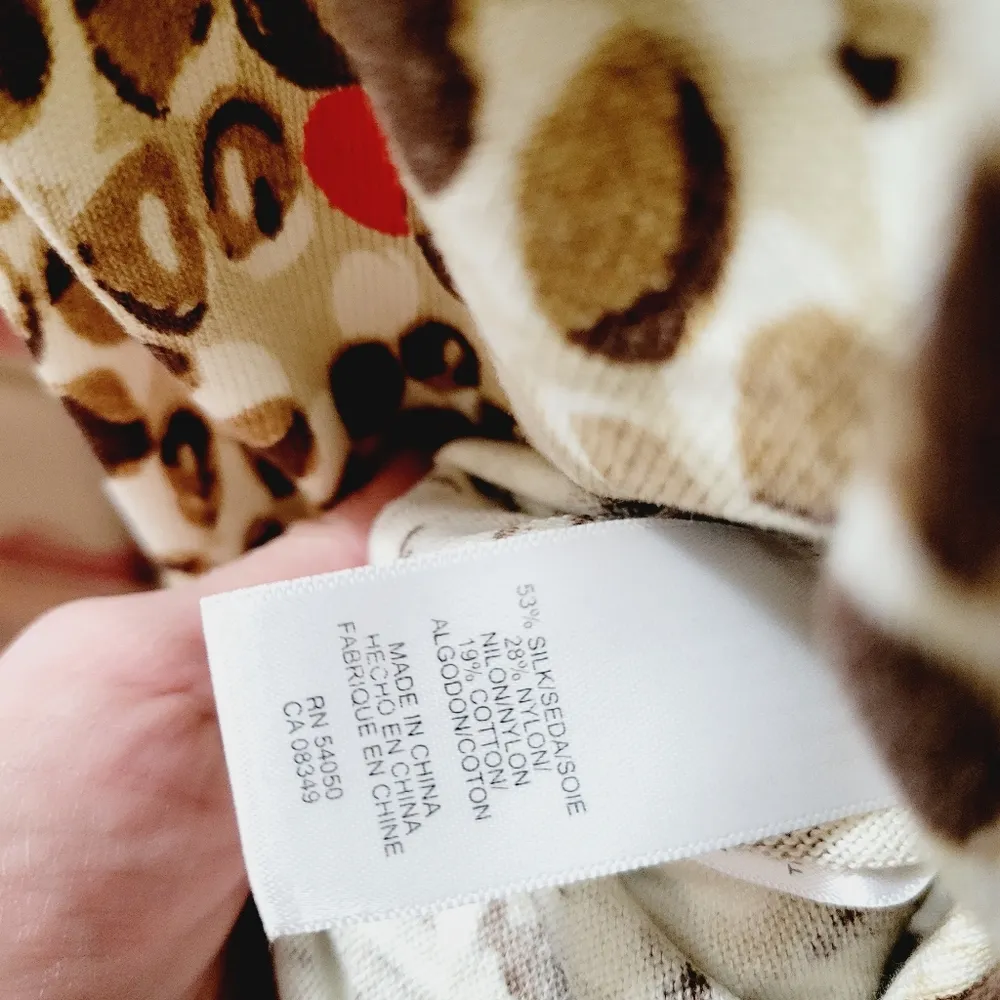 53% SILK/SEDA/SOIE
28% NYLON/
NILON/NYLON
19% COTTON/
ALGODON/COTON
MADE IN CHINA
HECHO EN CHINA
FABRIQUE EN CHINE
RN 54050
CA 08349